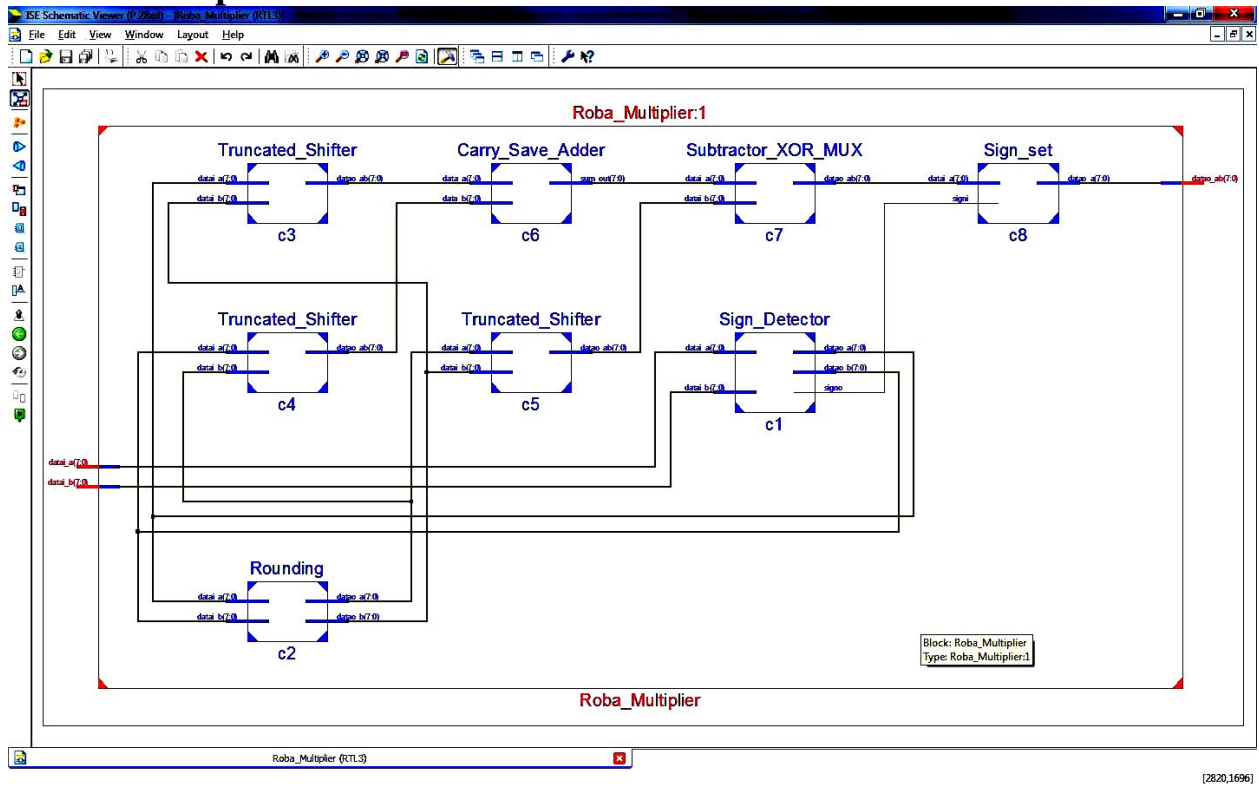 ISE Schematic Viewer (P.28xd) - [Roba_Multiplier (RTL3)]
File Edit View Window Layout Help
Roba_Multiplier:1
Truncated_Shifter Carry_Save_Adder Subtractor_XOR_MUX Sign_set
datai_a(7:0) datao_ab(7:0) data_a(7:0) sum_out(7:0) datai_a(7:0) datao_ab(7:0) datai_a(7:0) datao_a(7:0) datao_ab(7:0)
datai_b(7:0) data_b(7:0) datai_b(7:0) signi
c3 c6 c7 c8
Truncated_Shifter Truncated_Shifter Sign_Detector
datai_a(7:0) datao_ab(7:0) datai_a(7:0) datao_ab(7:0) datai_a(7:0) datao_a(7:0)
datai_b(7:0) datai_b(7:0) datao_b(7:0)
datai_b(7:0) signo
c4 c5 c1
datai_a(7:0)
datai_b(7:0)
Rounding
datai_a(7:0) datao_a(7:0)
datai_b(7:0) datao_b(7:0)
c2
Block: Roba_Multiplier
Type: Roba_Multiplier:1
Roba_Multiplier
Roba_Multiplier (RTL3)
[2820,1696]